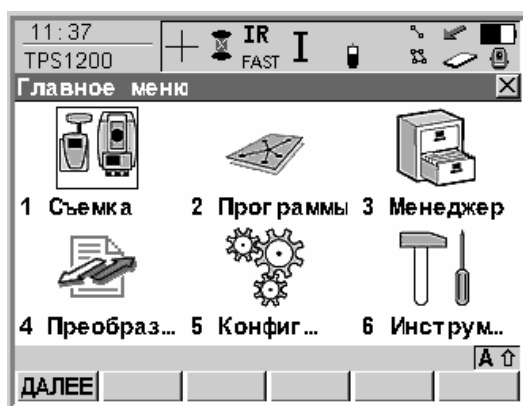 11:37
TPS1200
IR
FAST
I
Главное меню
1 Съемка
2 Программы
3 Менеджер
4 Преобраз...
5 Конфиг...
6 Инструм...
A
ДАЛЕЕ